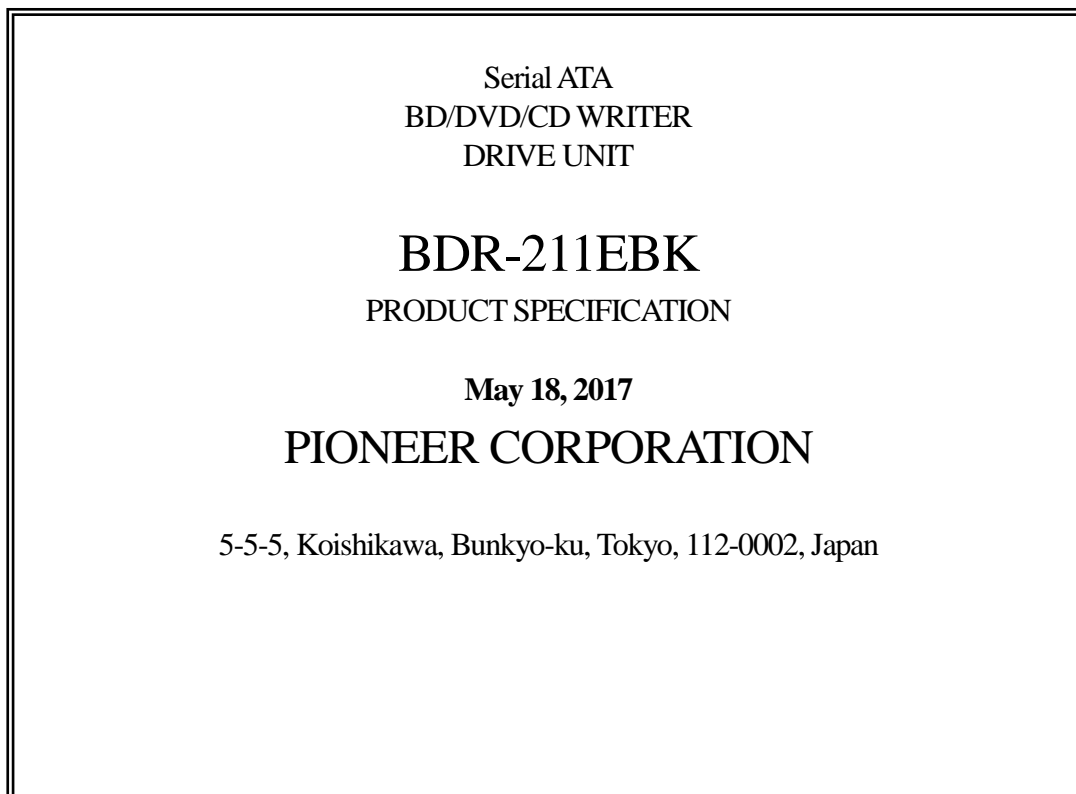 Serial ATA
BD/DVD/CD WRITER
DRIVE UNIT
BDR-211EBK
PRODUCT SPECIFICATION
May 18, 2017
PIONEER CORPORATION
5-5-5, Koishikawa, Bunkyo-ku, Tokyo, 112-0002, Japan